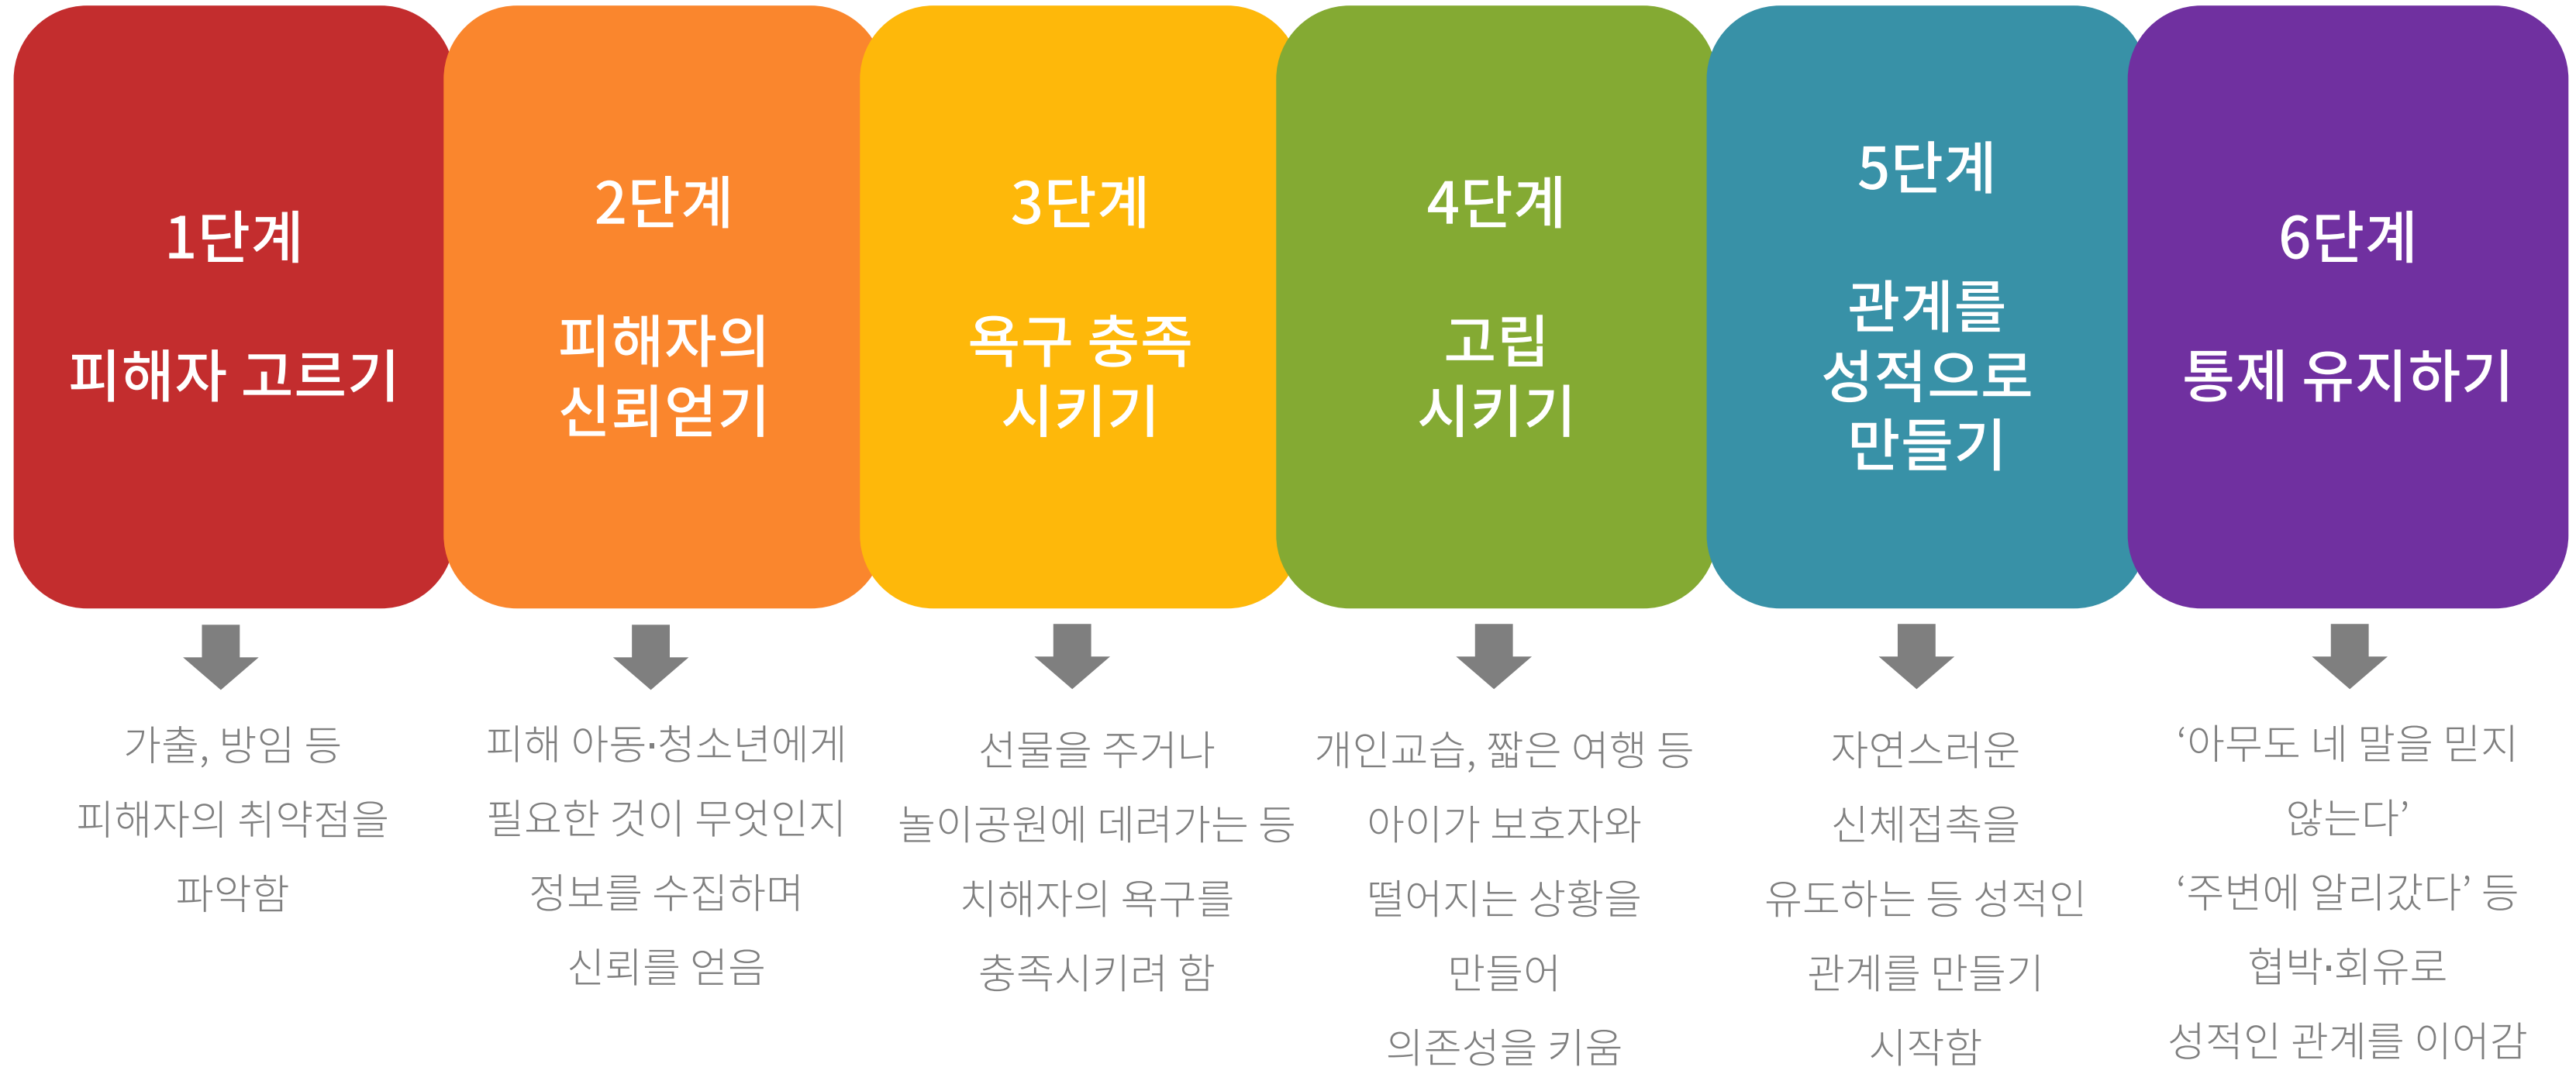 1단계
피해자 고르기
2단계
피해자의
신뢰얻기
3단계
욕구 충족
시키기
4단계
고립
시키기
5단계
관계를
성적으로
만들기
6단계
통제 유지하기
가출, 방임 등
피해자의 취약점을
파악함
피해 아동·청소년에게
필요한 것이 무엇인지
정보를 수집하며
신뢰를 얻음
선물을 주거나
놀이공원에 데려가는 등
치해자의 욕구를
충족시키려 함
개인교습, 짧은 여행 등
아이가 보호자와
떨어지는 상황을
만들어
의존성을 키움
자연스러운
신체접촉을
유도하는 등 성적인
관계를 만들기
시작함
‘아무도 네 말을 믿지
않는다’
‘주변에 알리갔다’ 등
협박·회유로
성적인 관계를 이어감